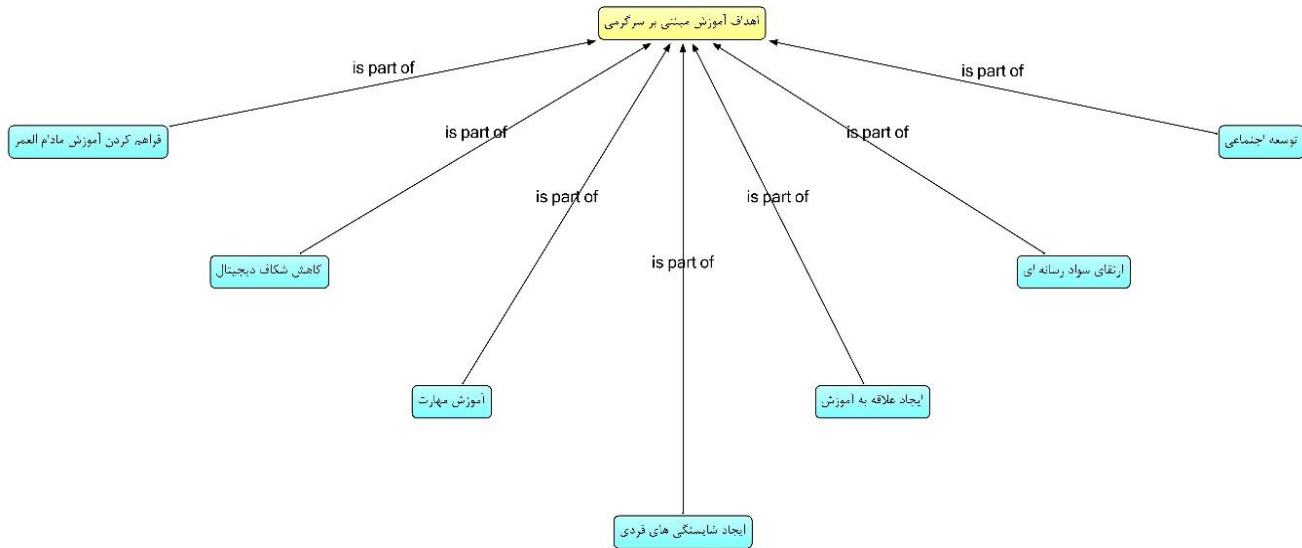 اهداف آموزش مبتنی بر سرگرمی
is part of
is part of
فراهم کردن آموزش مادام العمر
توسعه اجتماعی
is part of
is part of
is part of
is part of
کاهش شکاف دیجیتال
is part of
ارتقای سواد رسانه ای
آموزش مهارت
ایجاد علاقه به آموزش
ایجاد شایستگی های فردی